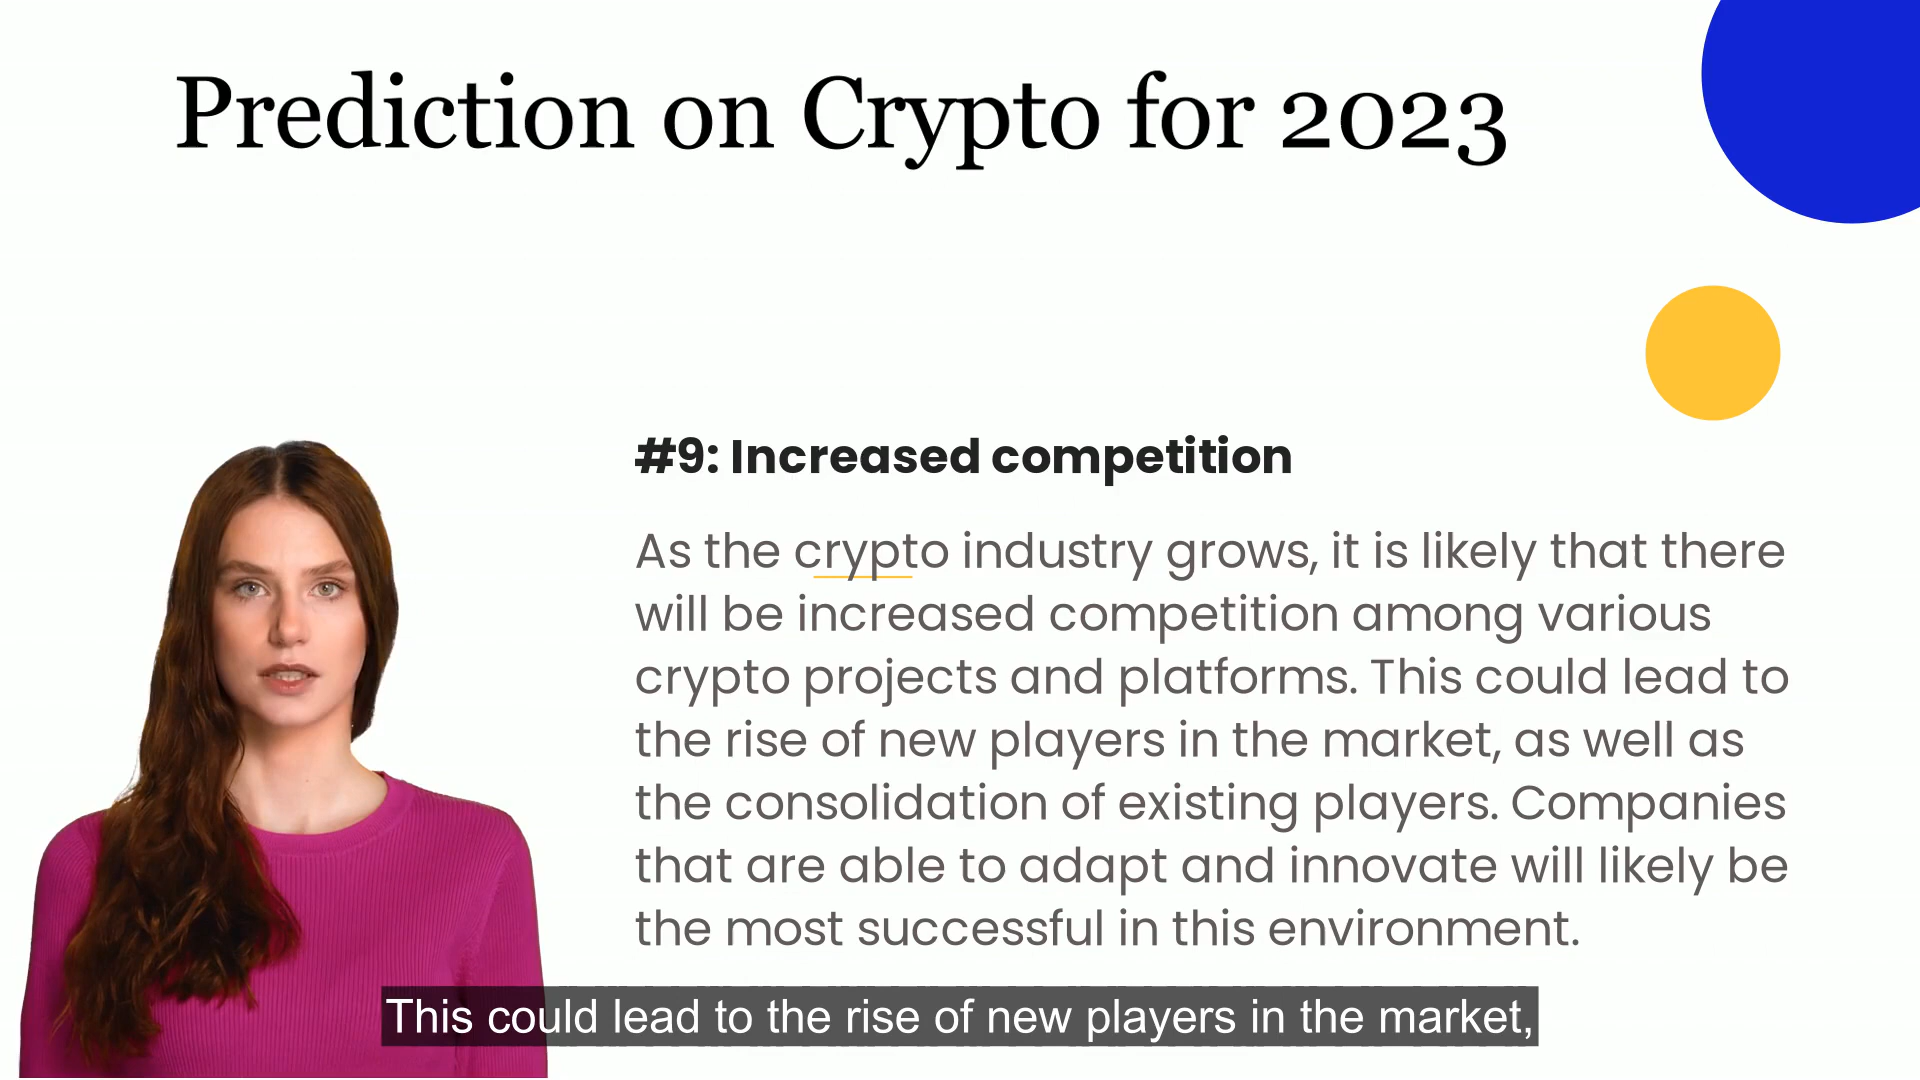 Prediction on Crypto for 2023
#9: Increased competition
As the crypto industry grows, it is likely that there
will be increased competition among various
crypto projects and platforms. This could lead to
the rise of new players in the market, as well as
the consolidation of existing players. Companies
that are able to adapt and innovate will likely be
the most successful in this environment.
This could lead to the rise of new players in the market,